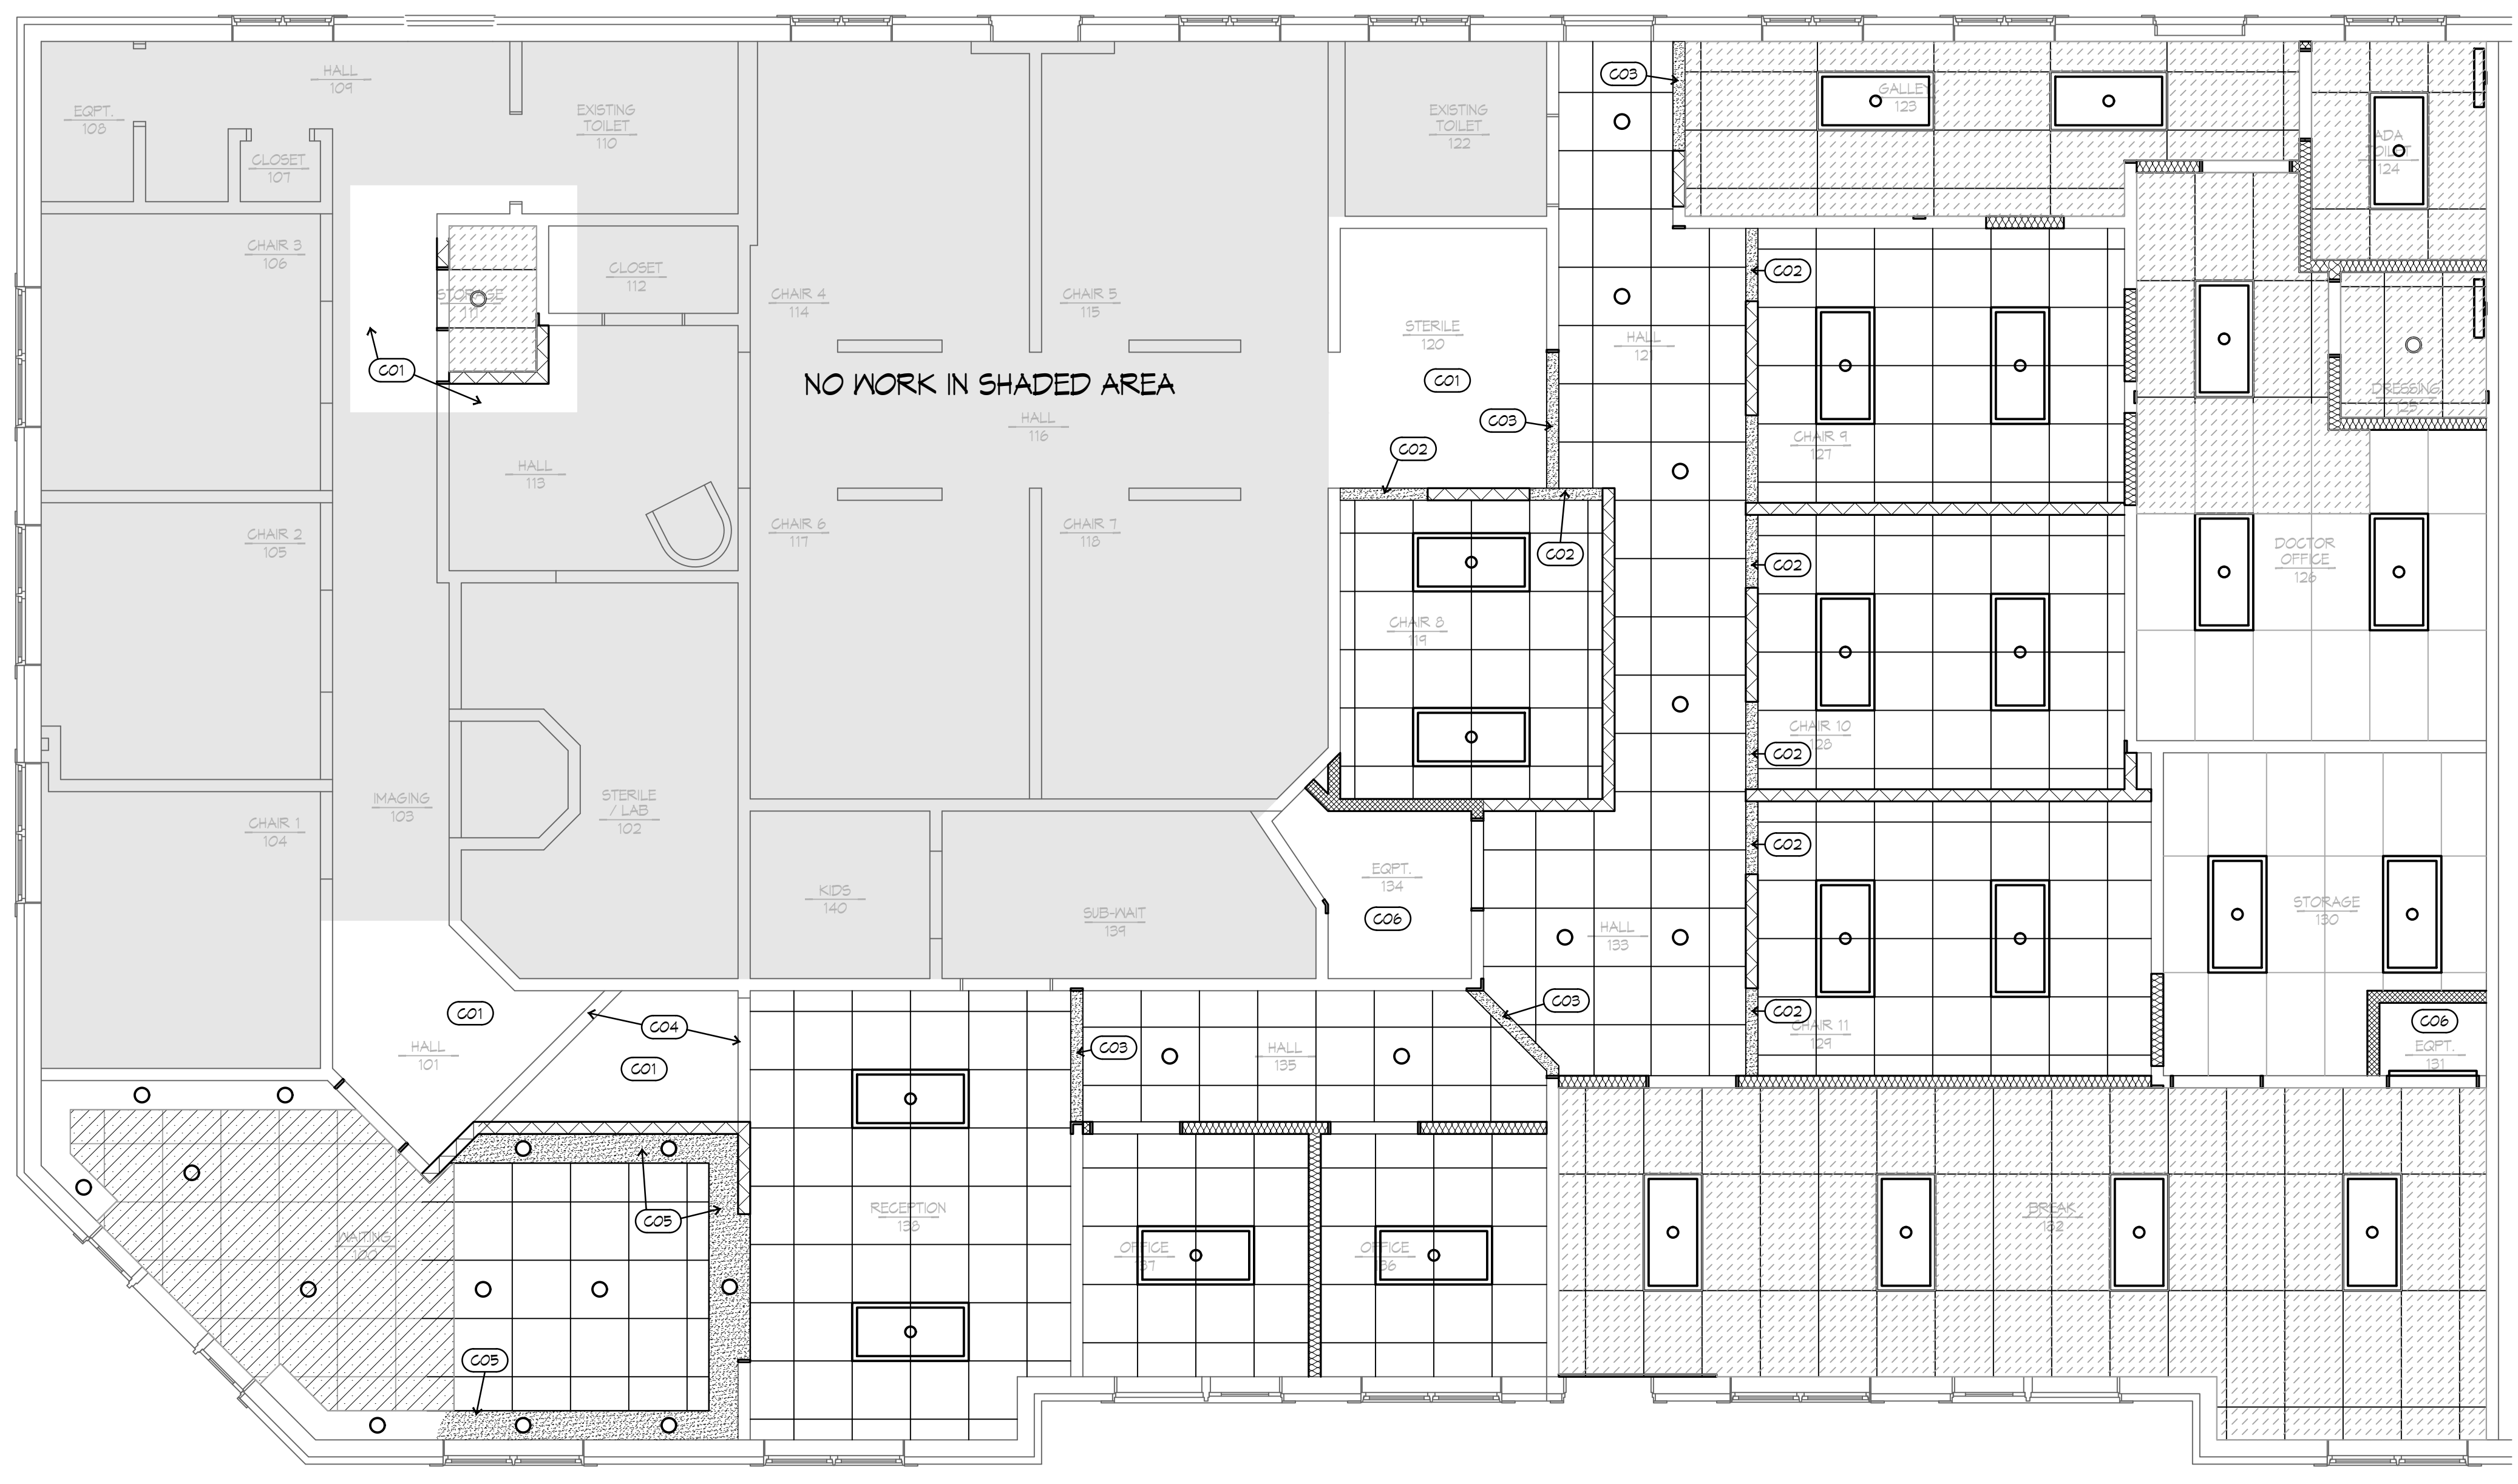 HALL
109
EQPT.
108
EXISTING
TOILET
110
CLOSET
107
EXISTING
TOILET
122
C03
GALLEY
123
ADA
TOILET
124
CHAIR 3
106
STORAGE
111
CLOSET
112
CHAIR 4
114
CHAIR 5
115
C02
STERILE
120
HALL
121
C01
C01
NO WORK IN SHADED AREA
DRESSING
125
HALL
116
C03
C02
CHAIR 9
127
HALL
113
CHAIR 2
105
CHAIR 6
117
CHAIR 7
118
C02
C02
DOCTOR
OFFICE
126
CHAIR 8
119
CHAIR 10
128
C02
IMAGING
103
STERILE
/ LAB
102
CHAIR 1
104
C02
KIDS
140
SUB-WAIT
139
EQPT.
134
C06
HALL
133
STORAGE
130
C01
C04
C03
C02
CHAIR 11
129
C06
EQPT.
131
HALL
101
C01
C03
HALL
135
C05
WAITING
100
RECEPTION
138
OFFICE
137
OFFICE
136
BREAK
132
C05